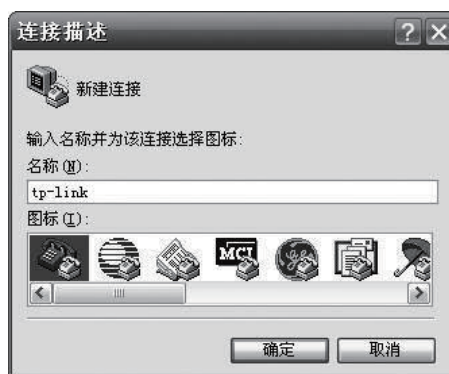 连接描述
新建连接
输入名称并为该连接选择图标:
名称(N):
tp-link
图标(I):
MCI
确定
取消